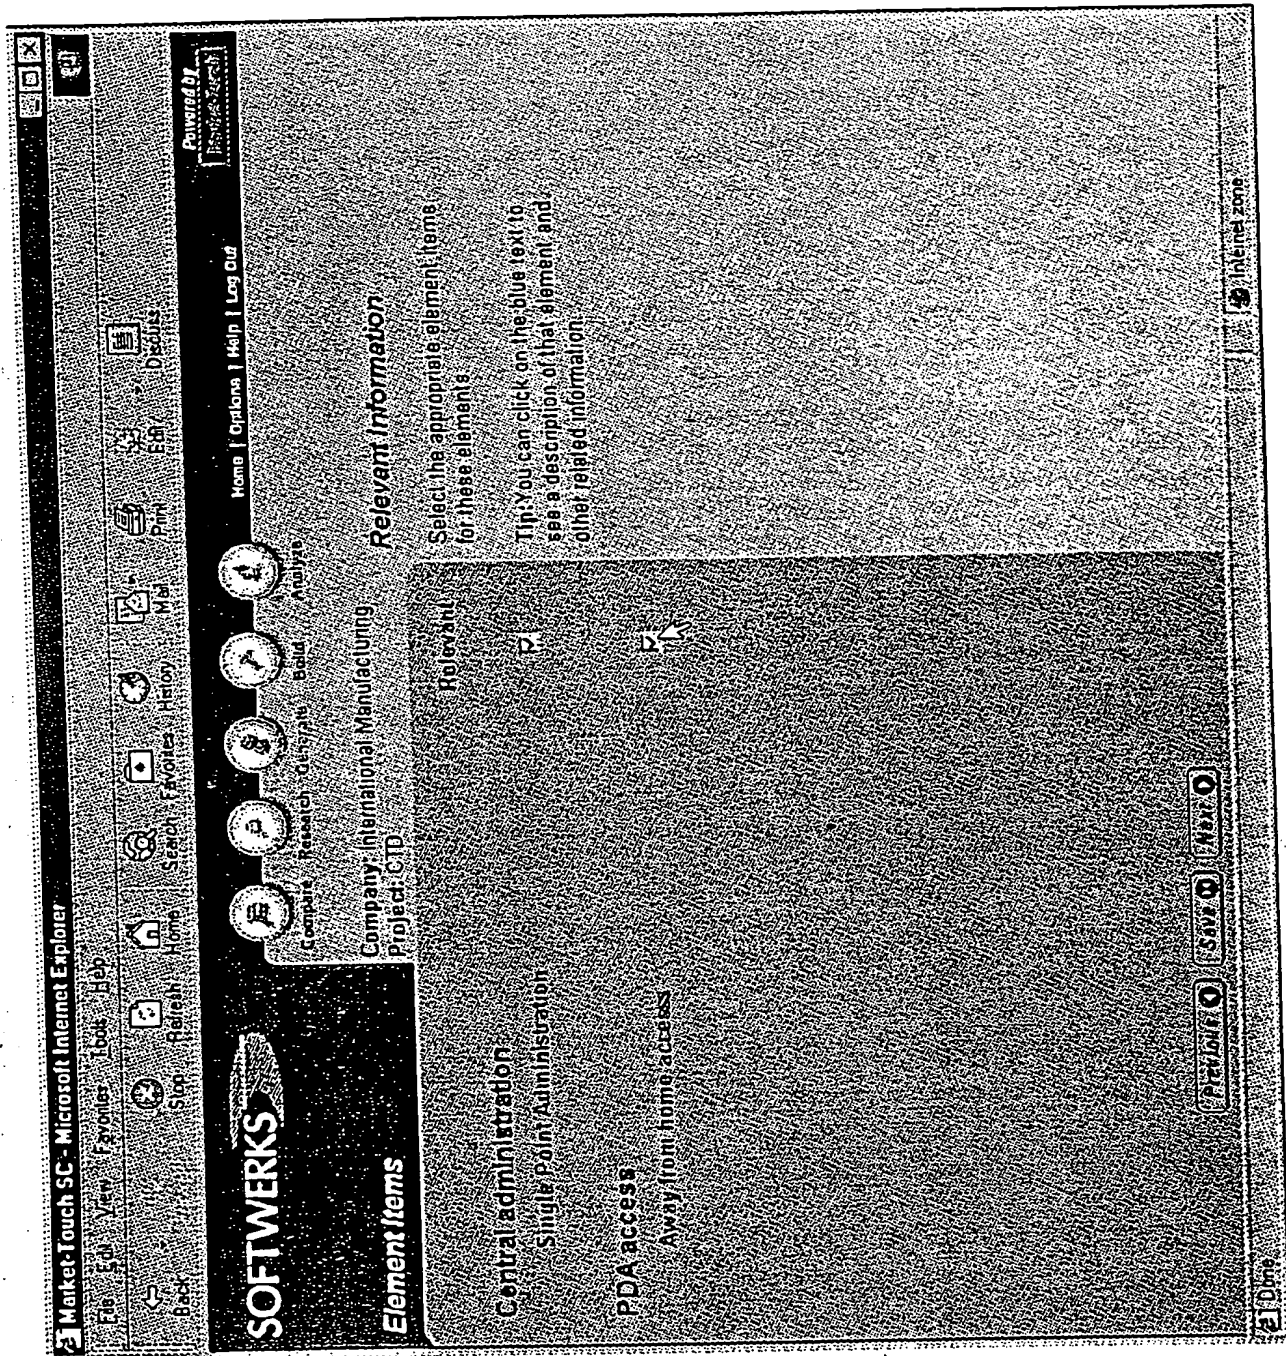 Market-Touch SC - Microsoft Internet Explorer
File Edit View Favorites Tools Help
Back Stop Refresh Home Search Favorites History Mail Print Edit Discuss
SOFTWERKS
Home | Options | Help | Log Out
Powered by
Compare Research Generate Build Analyze
Element Items
Company: International Manufacturing
Project: CTD
Relevant Information
Relevant
Central administration
Single Point Administration
PDA access
Away from home access
Select the appropriate element items
for these elements
Tip: You can click on the blue text to
see a description of that element and
other related information.
Previous Save Next
Done
Internet zone